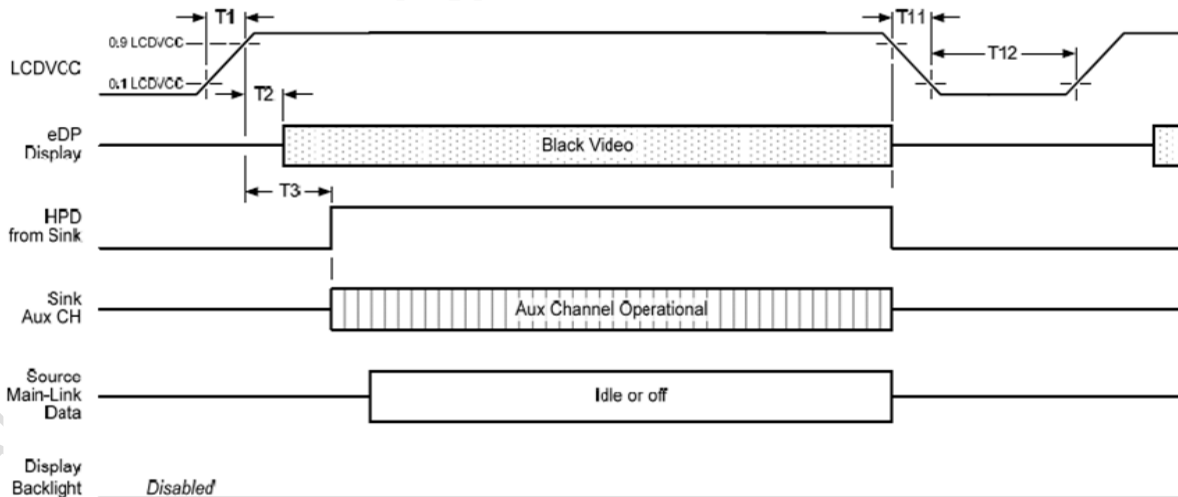 T1
T11
0.9 LCDVCC
LCDVCC
T12
0.1 LCDVCC
T2
eDP
Display
Black Video
T3
HPD
from Sink
Sink
Aux CH
Aux Channel Operational
Source
Main-Link
Data
Idle or off
Display
Backlight
Disabled